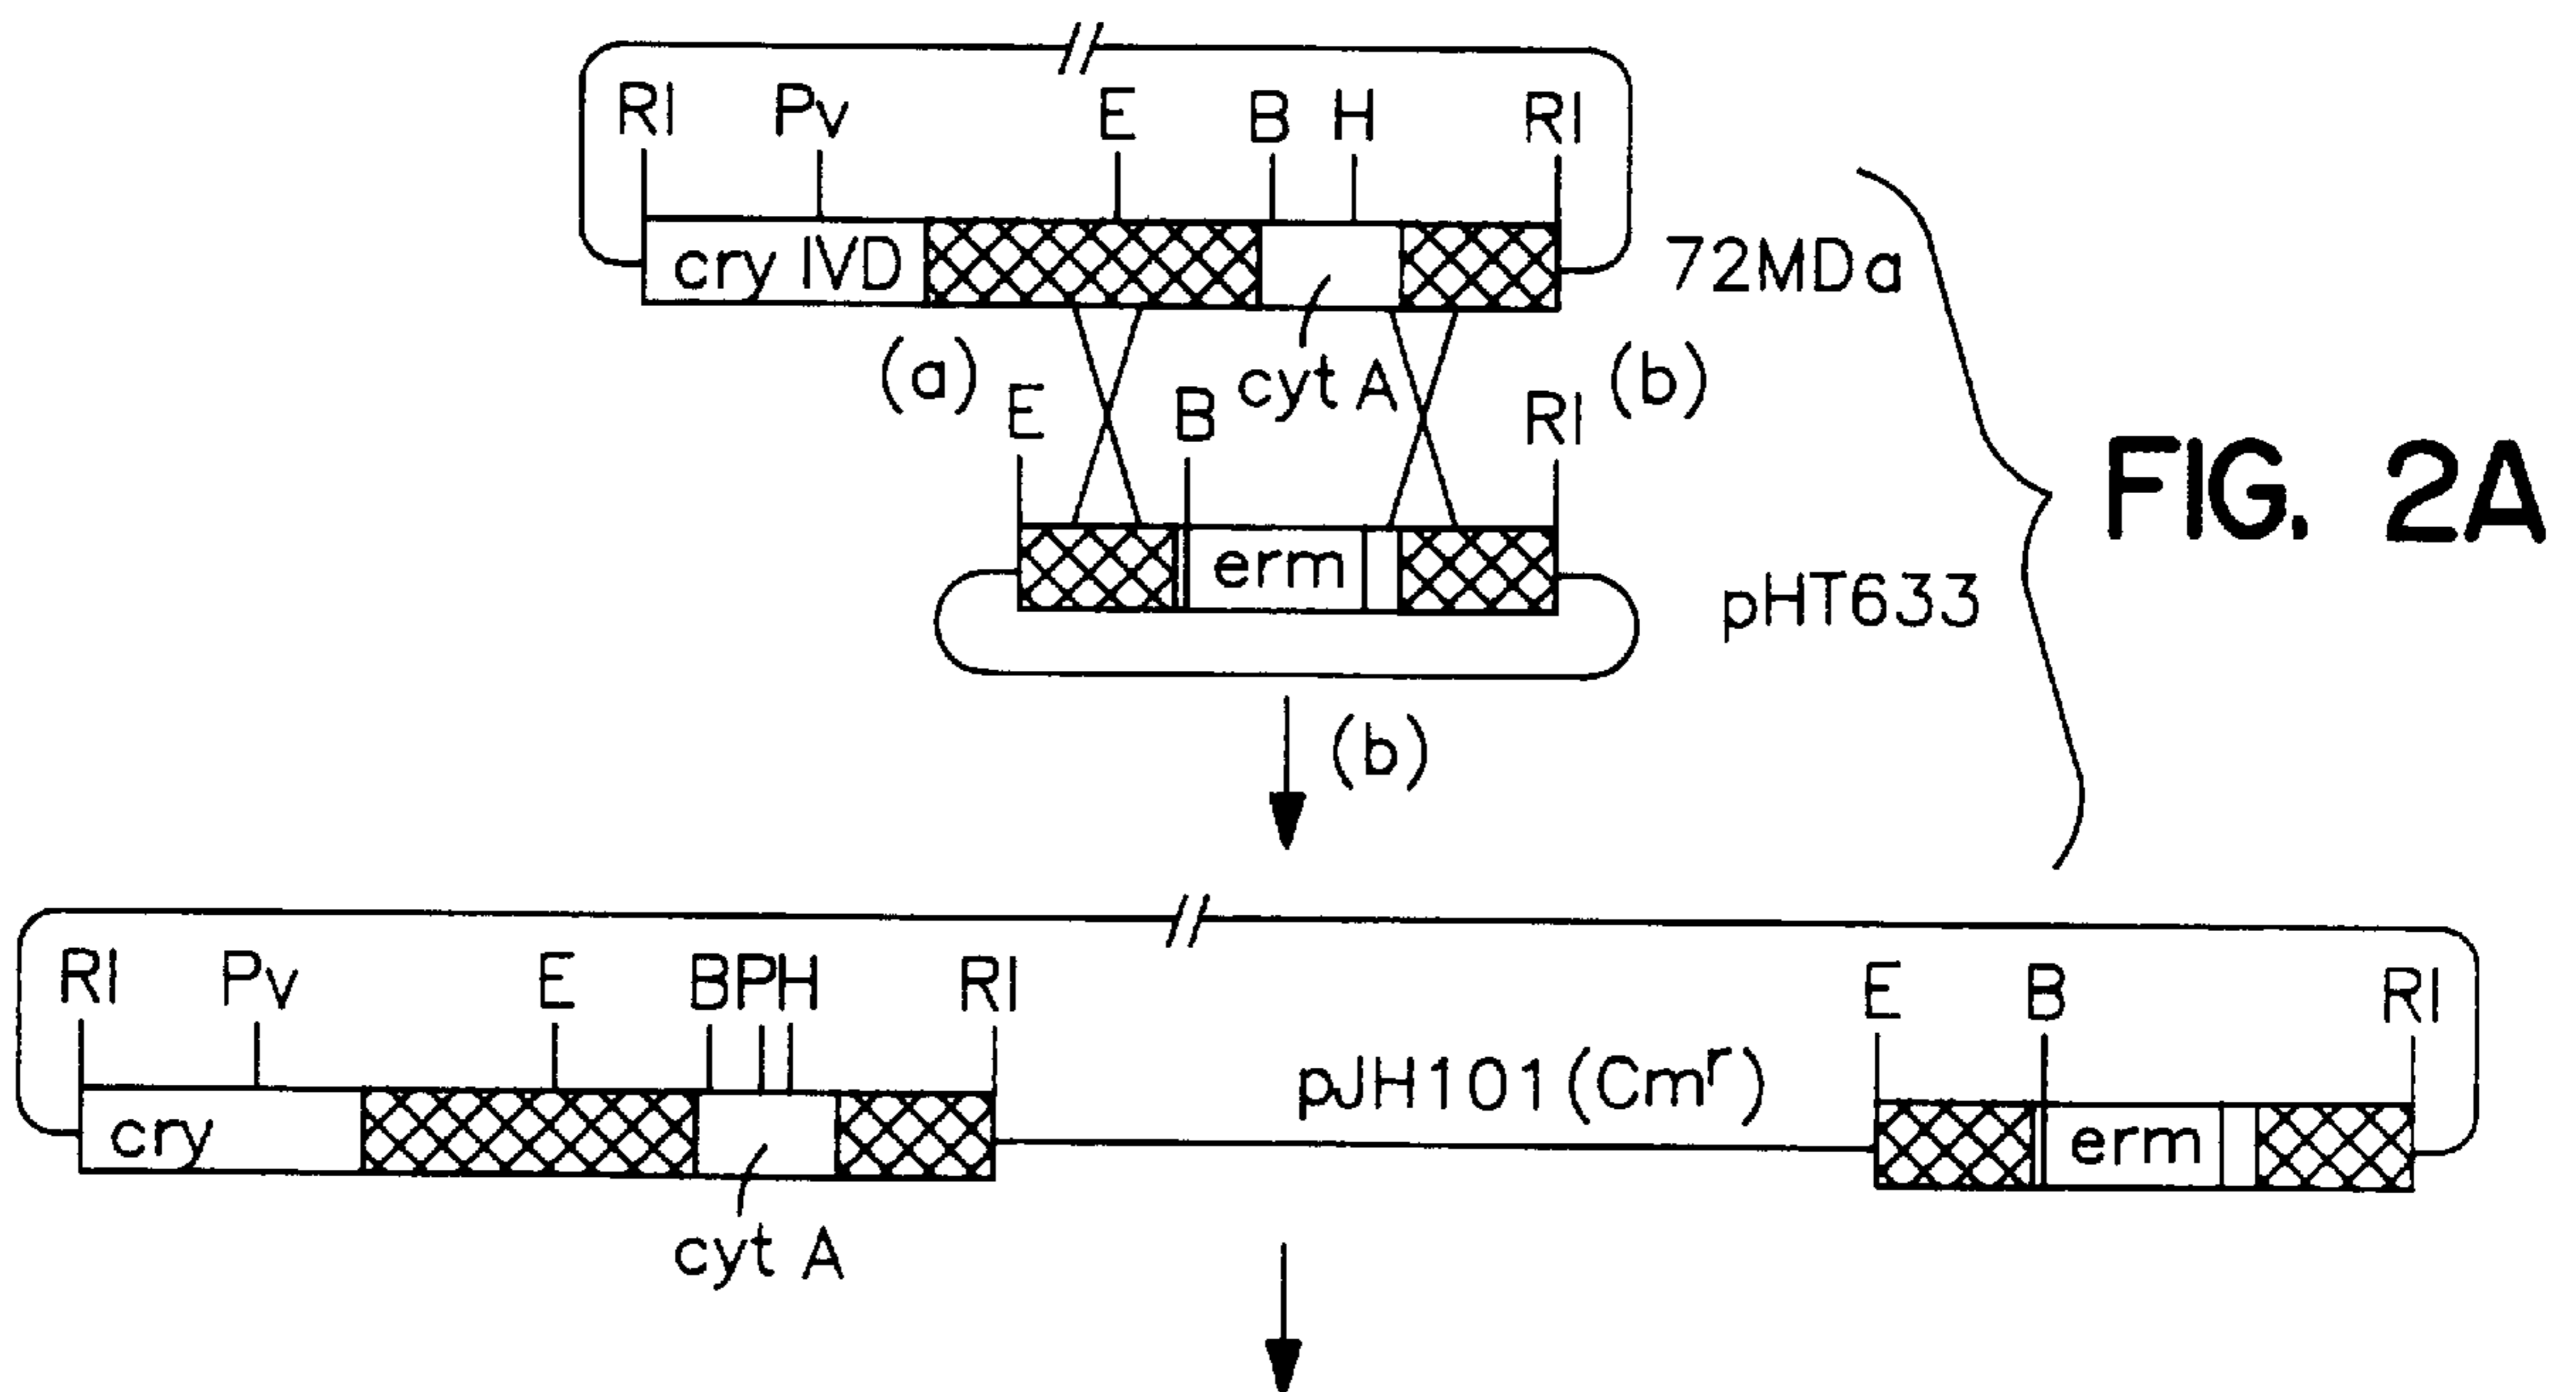 RI Pv E B H RI
cry IVD
72MDa
(a) cyt A (b)
E B RI
erm
pHT633
FIG. 2A
(b)
RI Pv E B P H RI E B RI
pJH101(Cmʳ)
cry erm
cyt A